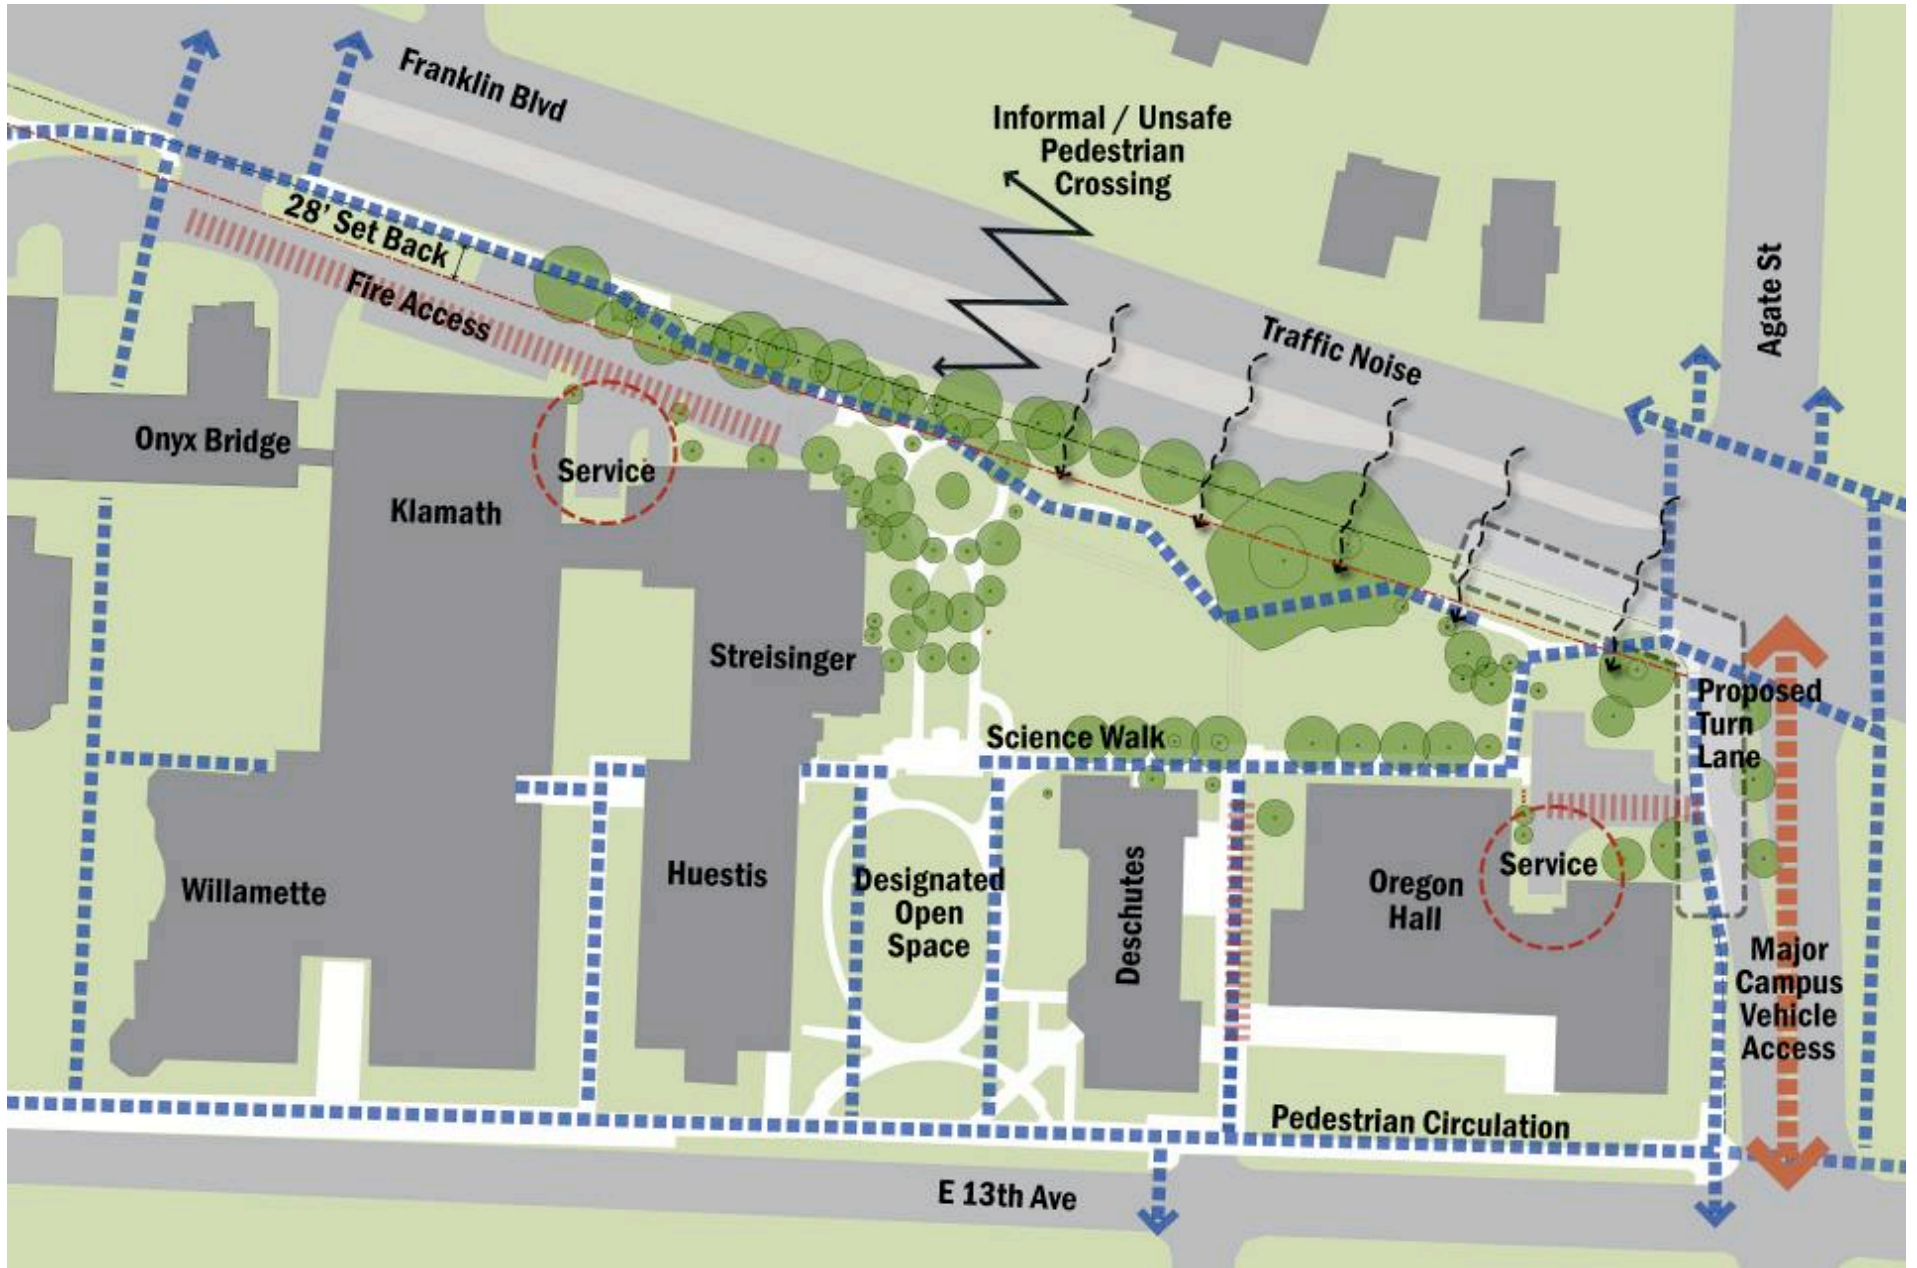 Franklin Blvd
Informal / Unsafe
Pedestrian
Crossing
28' Set Back
Fire Access
Traffic Noise
Agate St
Onyx Bridge
Service
Klamath
Streisinger
Proposed
Turn
Lane
Science Walk
Willamette
Huestis
Designated
Open
Space
Deschutes
Oregon
Hall
Service
Major
Campus
Vehicle
Access
Pedestrian Circulation
E 13th Ave